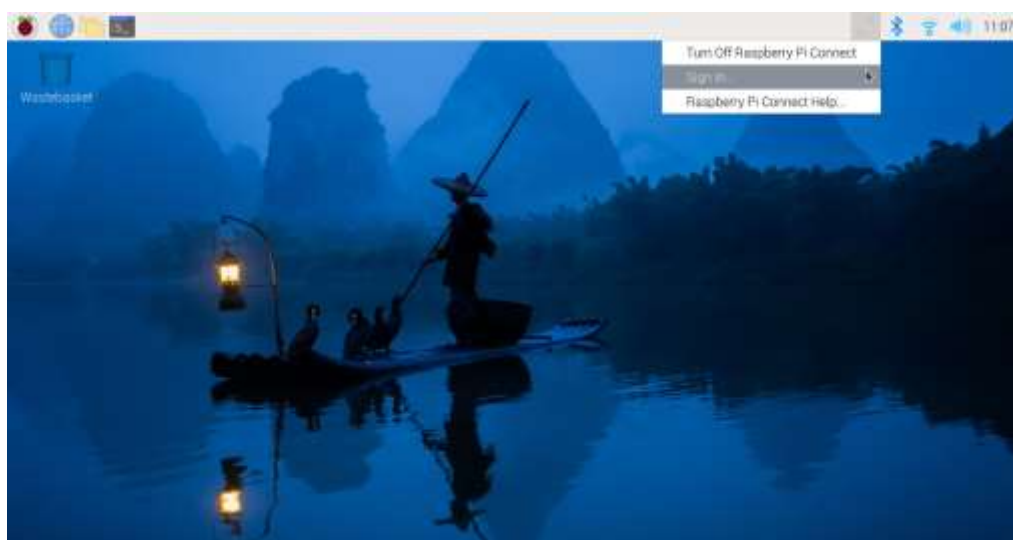 11:07
Turn Off Raspberry Pi Connect
Sign in...
Raspberry Pi Connect Help...
Wastebasket